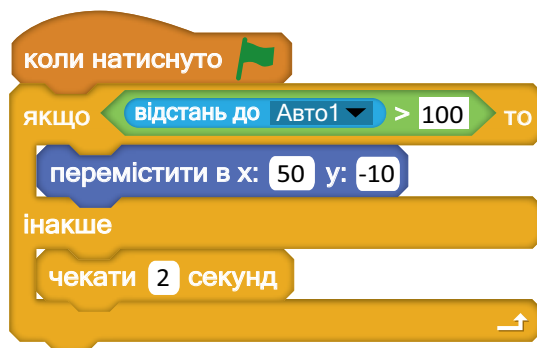 коли натиснуто
якщо відстань до Авто1 > 100 то
перемістити в x: 50 y: -10
інакше
чекати 2 секунд